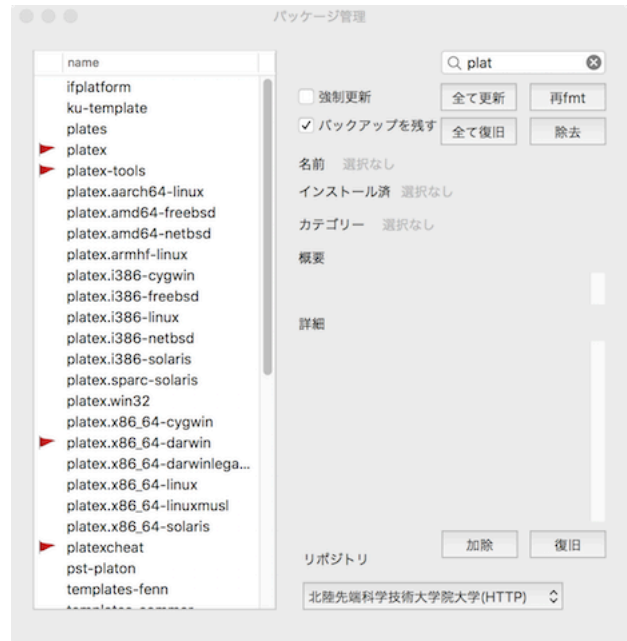 パッケージ管理
name
ifplatform
ku-template
plates
platex
platex-tools
platex.aarch64-linux
platex.amd64-freebsd
platex.amd64-netbsd
platex.armhf-linux
platex.i386-cygwin
platex.i386-freebsd
platex.i386-linux
platex.i386-netbsd
platex.i386-solaris
platex.sparc-solaris
platex.win32
platex.x86_64-cygwin
platex.x86_64-darwin
platex.x86_64-darwinlega...
platex.x86_64-linux
platex.x86_64-linuxmusl
platex.x86_64-solaris
platexcheat
pst-platon
templates-fenn
plat
強制更新 全て更新 再fmt
バックアップを残す 全て復旧 除去
名前 選択なし
インストール済 選択なし
カテゴリー 選択なし
概要
詳細
加除 復旧
リポジトリ
北陸先端科学技術大学院大学(HTTP)